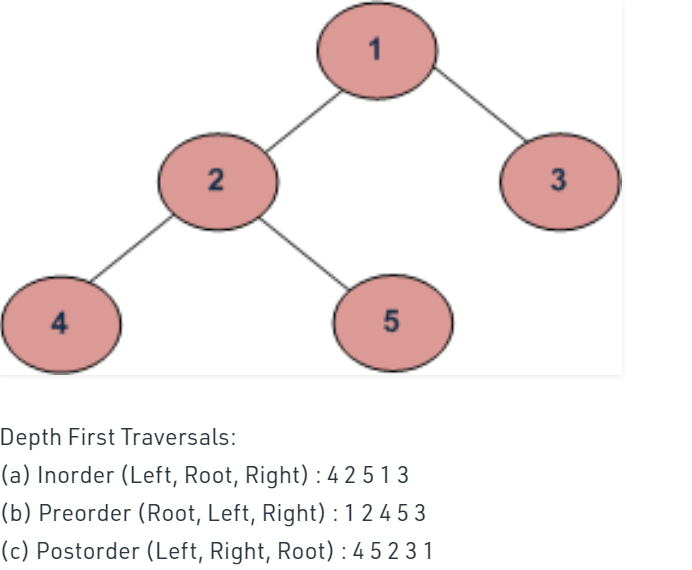 1
2
3
4
5
Depth First Traversals:
(a) Inorder (Left, Root, Right) : 4 2 5 1 3
(b) Preorder (Root, Left, Right) : 1 2 4 5 3
(c) Postorder (Left, Right, Root) : 4 5 2 3 1